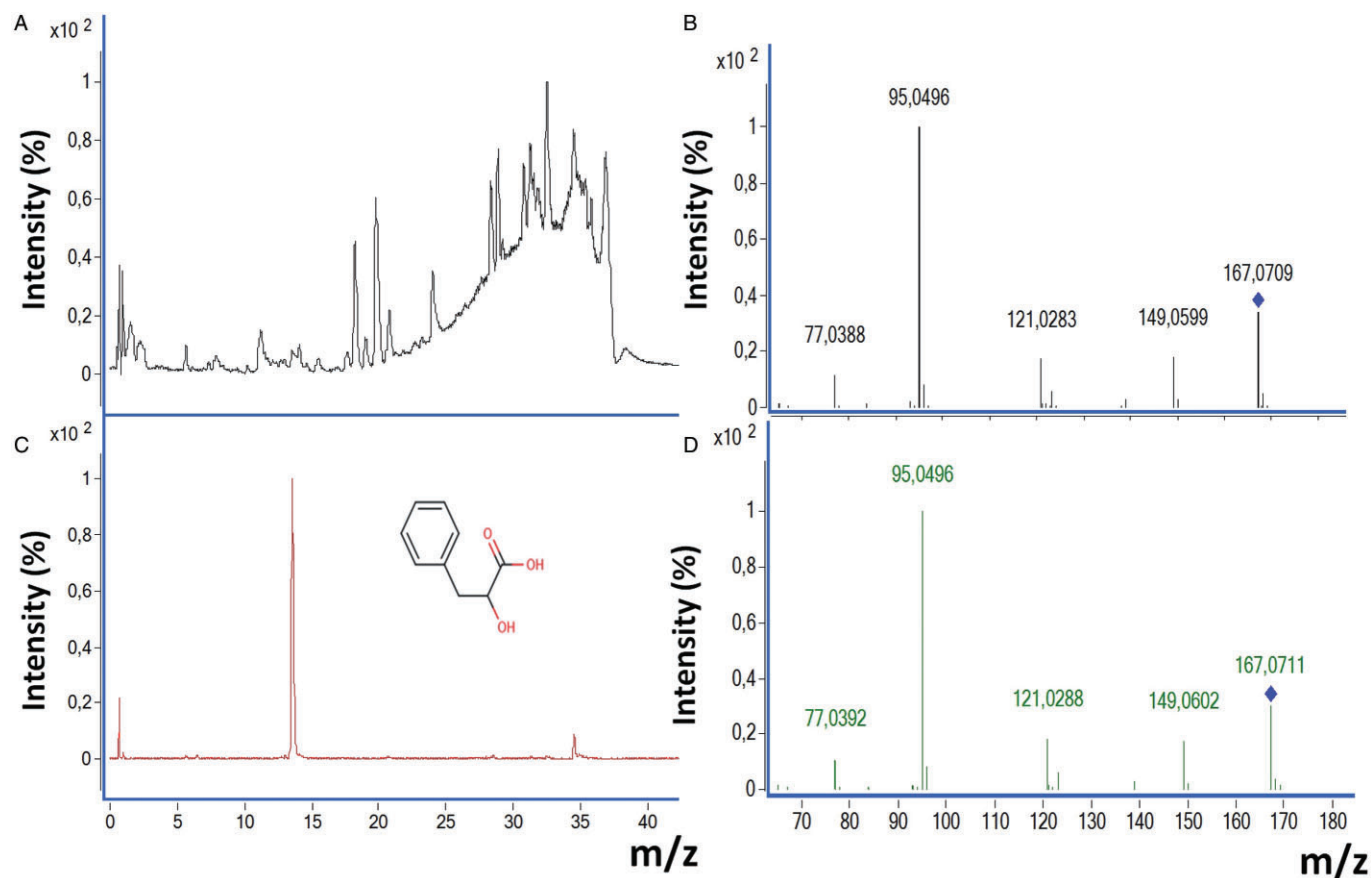 A
x10 2
Intensity (%)
1
0,8
0,6
0,4
0,2
0
B
x10 2
Intensity (%)
1
0,8
0,6
0,4
0,2
0
77,0388
95,0496
121,0283
149,0599
167,0709
C
x10 2
Intensity (%)
1
0,8
0,6
0,4
0,2
0
O
OH
OH
0 5 10 15 20 25 30 35 40
m/z
D
x10 2
Intensity (%)
1
0,8
0,6
0,4
0,2
0
77,0392
95,0496
121,0288
149,0602
167,0711
70 80 90 100 110 120 130 140 150 160 170 180
m/z